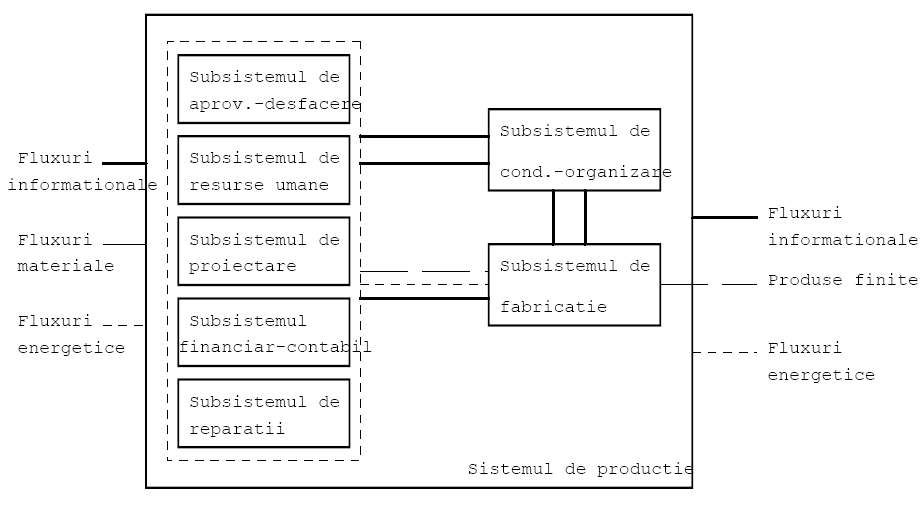 Fluxuri
informationale
Fluxuri
materiale
Fluxuri
energetice
Subsistemul de
aprov.-desfacere
Subsistemul de
resurse umane
Subsistemul de
proiectare
Subsistemul
financiar-contabil
Subsistemul de
reparatii
Subsistemul de
cond.-organizare
Subsistemul de
fabricatie
Sistemul de productie
Fluxuri
informationale
Produse finite
Fluxuri
energetice